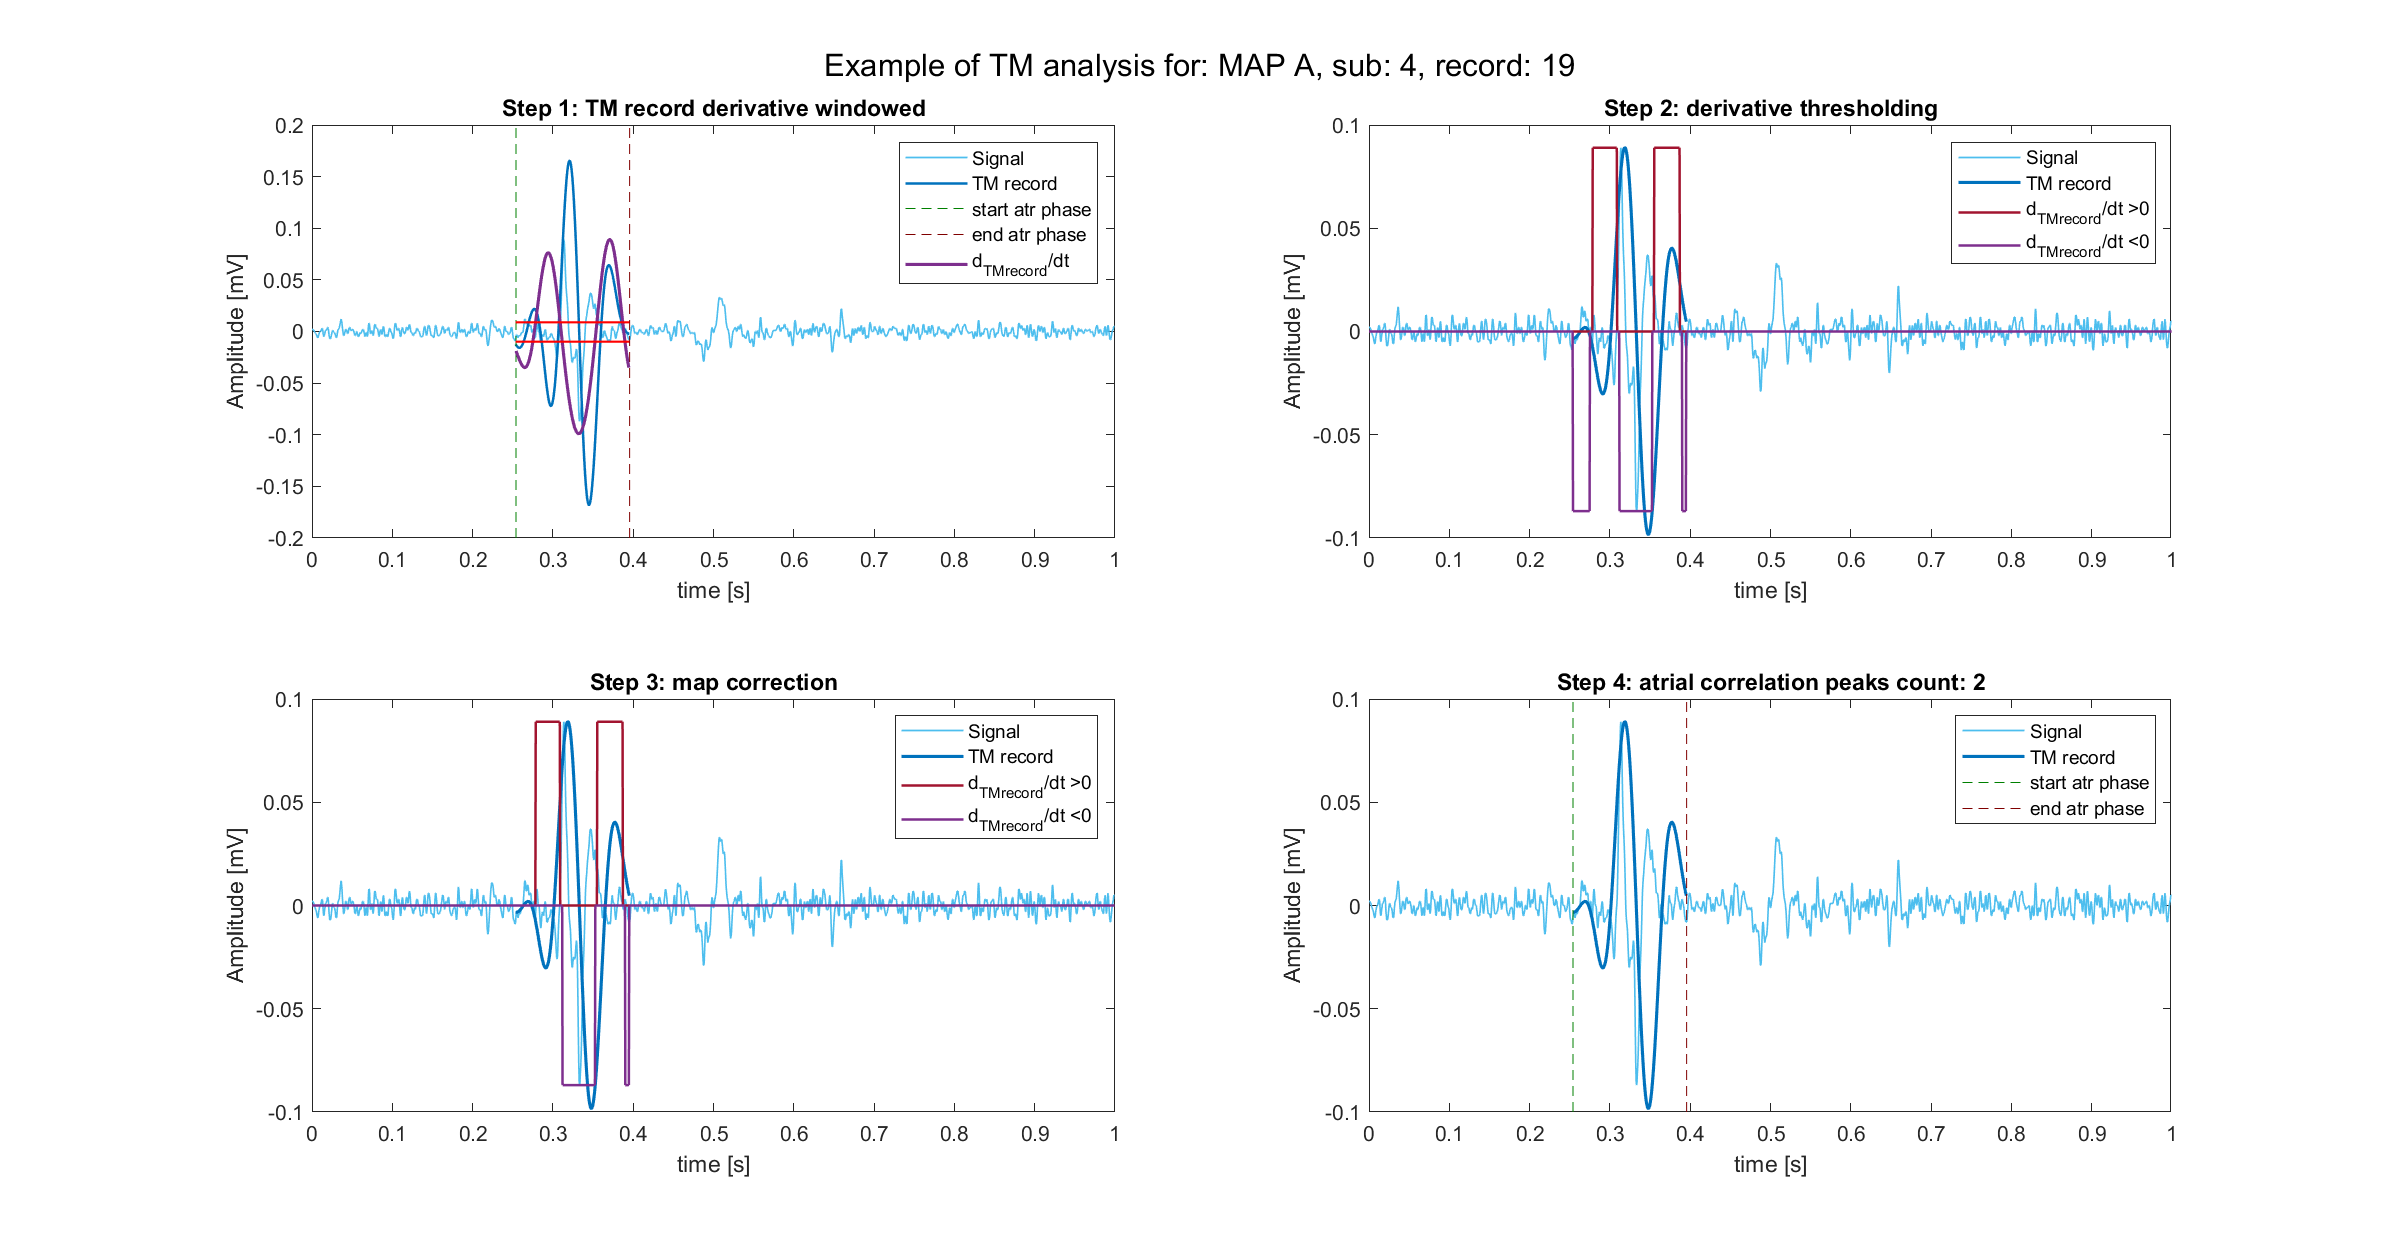 Example of TM analysis for: MAP A, sub: 4, record: 19
Step 1: TM record derivative windowed
0.2
0.15
0.1
0.05
0
-0.05
-0.1
-0.15
-0.2
Amplitude [mV]
0 0.1 0.2 0.3 0.4 0.5 0.6 0.7 0.8 0.9 1
time [s]
Signal
TM record
start atr phase
end atr phase
dTMrecord/dt
Step 2: derivative thresholding
0.1
0.05
0
-0.05
-0.1
Amplitude [mV]
0 0.1 0.2 0.3 0.4 0.5 0.6 0.7 0.8 0.9 1
time [s]
Signal
TM record
dTMrecord/dt >0
dTMrecord/dt <0
Step 3: map correction
0.1
0.05
0
-0.05
-0.1
Amplitude [mV]
0 0.1 0.2 0.3 0.4 0.5 0.6 0.7 0.8 0.9 1
time [s]
Signal
TM record
dTMrecord/dt >0
dTMrecord/dt <0
Step 4: atrial correlation peaks count: 2
0.1
0.05
0
-0.05
-0.1
Amplitude [mV]
0 0.1 0.2 0.3 0.4 0.5 0.6 0.7 0.8 0.9 1
time [s]
Signal
TM record
start atr phase
end atr phase